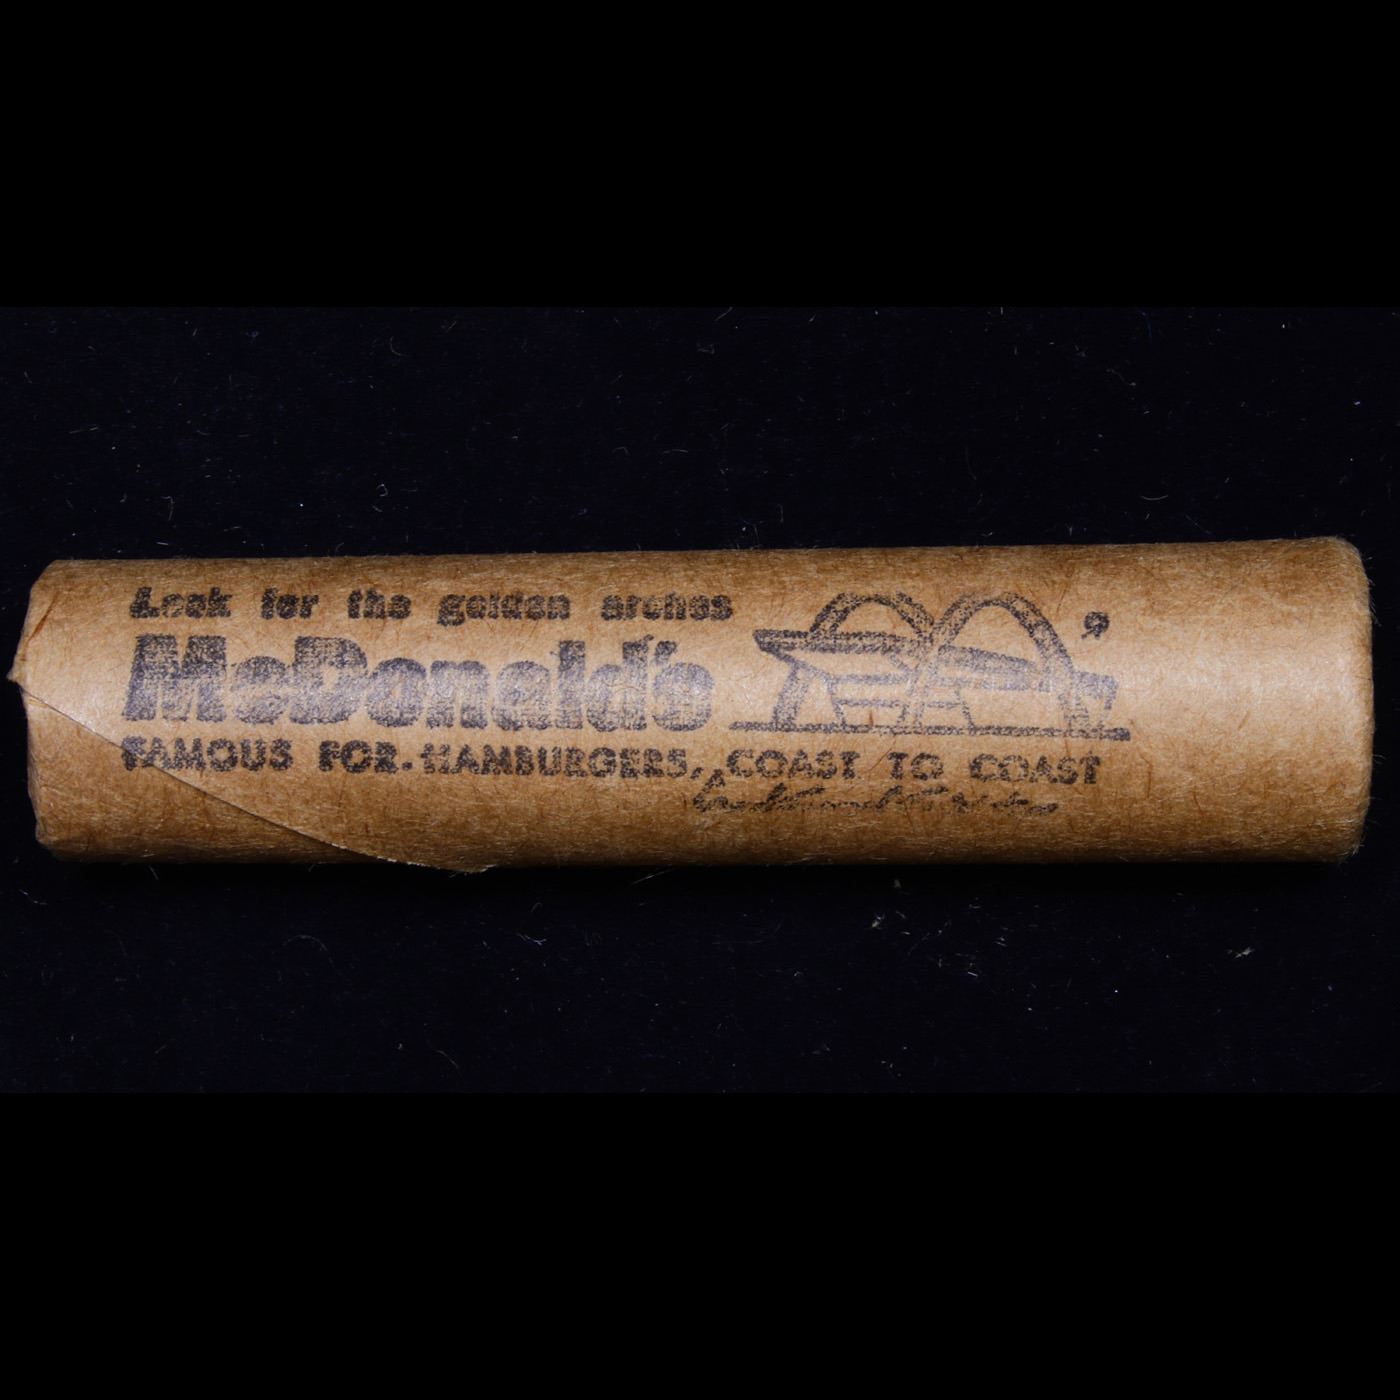 Look for the golden arches
McDonald's
FAMOUS FOR HAMBURGERS, COAST TO COAST